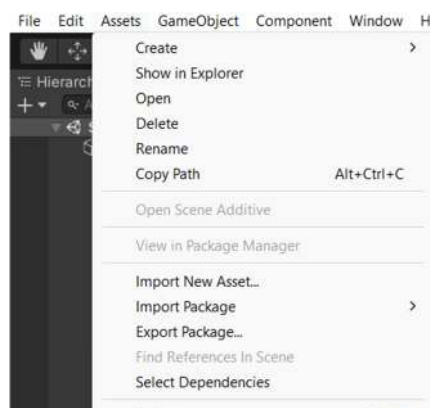 File Edit Assets GameObject Component Window H
Create >
Hierarch
Show in Explorer
Open
Delete
Rename
Copy Path Alt+Ctrl+C
Open Scene Additive
View in Package Manager
Import New Asset...
Import Package >
Export Package...
Find References In Scene
Select Dependencies